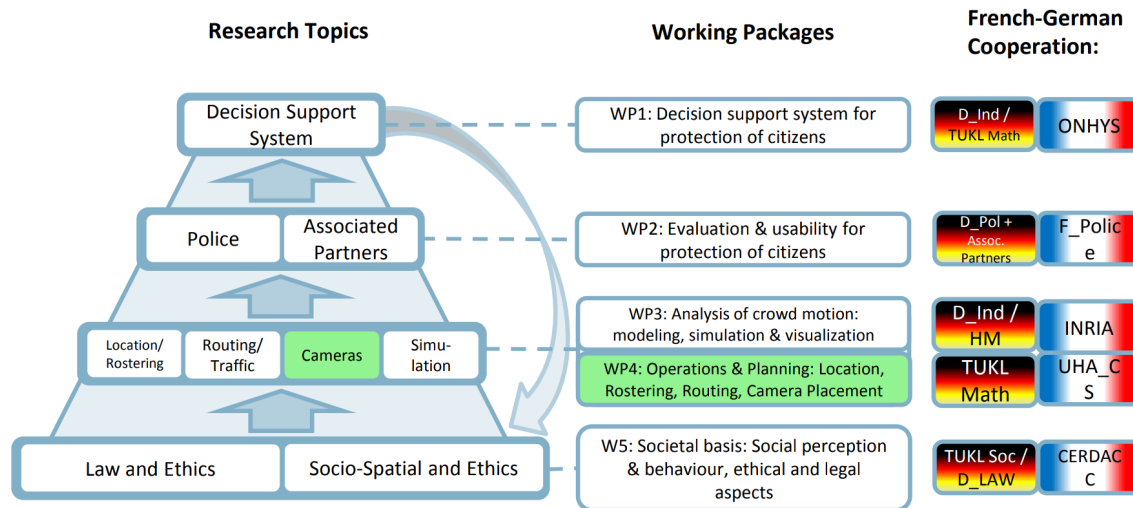 Research Topics
Working Packages
French-German
Cooperation:
Decision Support
System
WP1: Decision support system for
protection of citizens
D_Ind /
TUKL Math
ONHYS
Police
Associated
Partners
WP2: Evaluation & usability for
protection of citizens
D_Pol +
Assoc.
Partners
F_Polic
e
Location/
Rostering
Routing/
Traffic
Cameras
Simu-
lation
WP3: Analysis of crowd motion:
modeling, simulation & visualization
D_Ind /
HM
INRIA
WP4: Operations & Planning: Location,
Rostering, Routing, Camera Placement
TUKL
Math
UHA_C
S
Law and Ethics
Socio-Spatial and Ethics
W5: Societal basis: Social perception
& behaviour, ethical and legal
aspects
TUKL Soc /
D_LAW
CERDAC
C